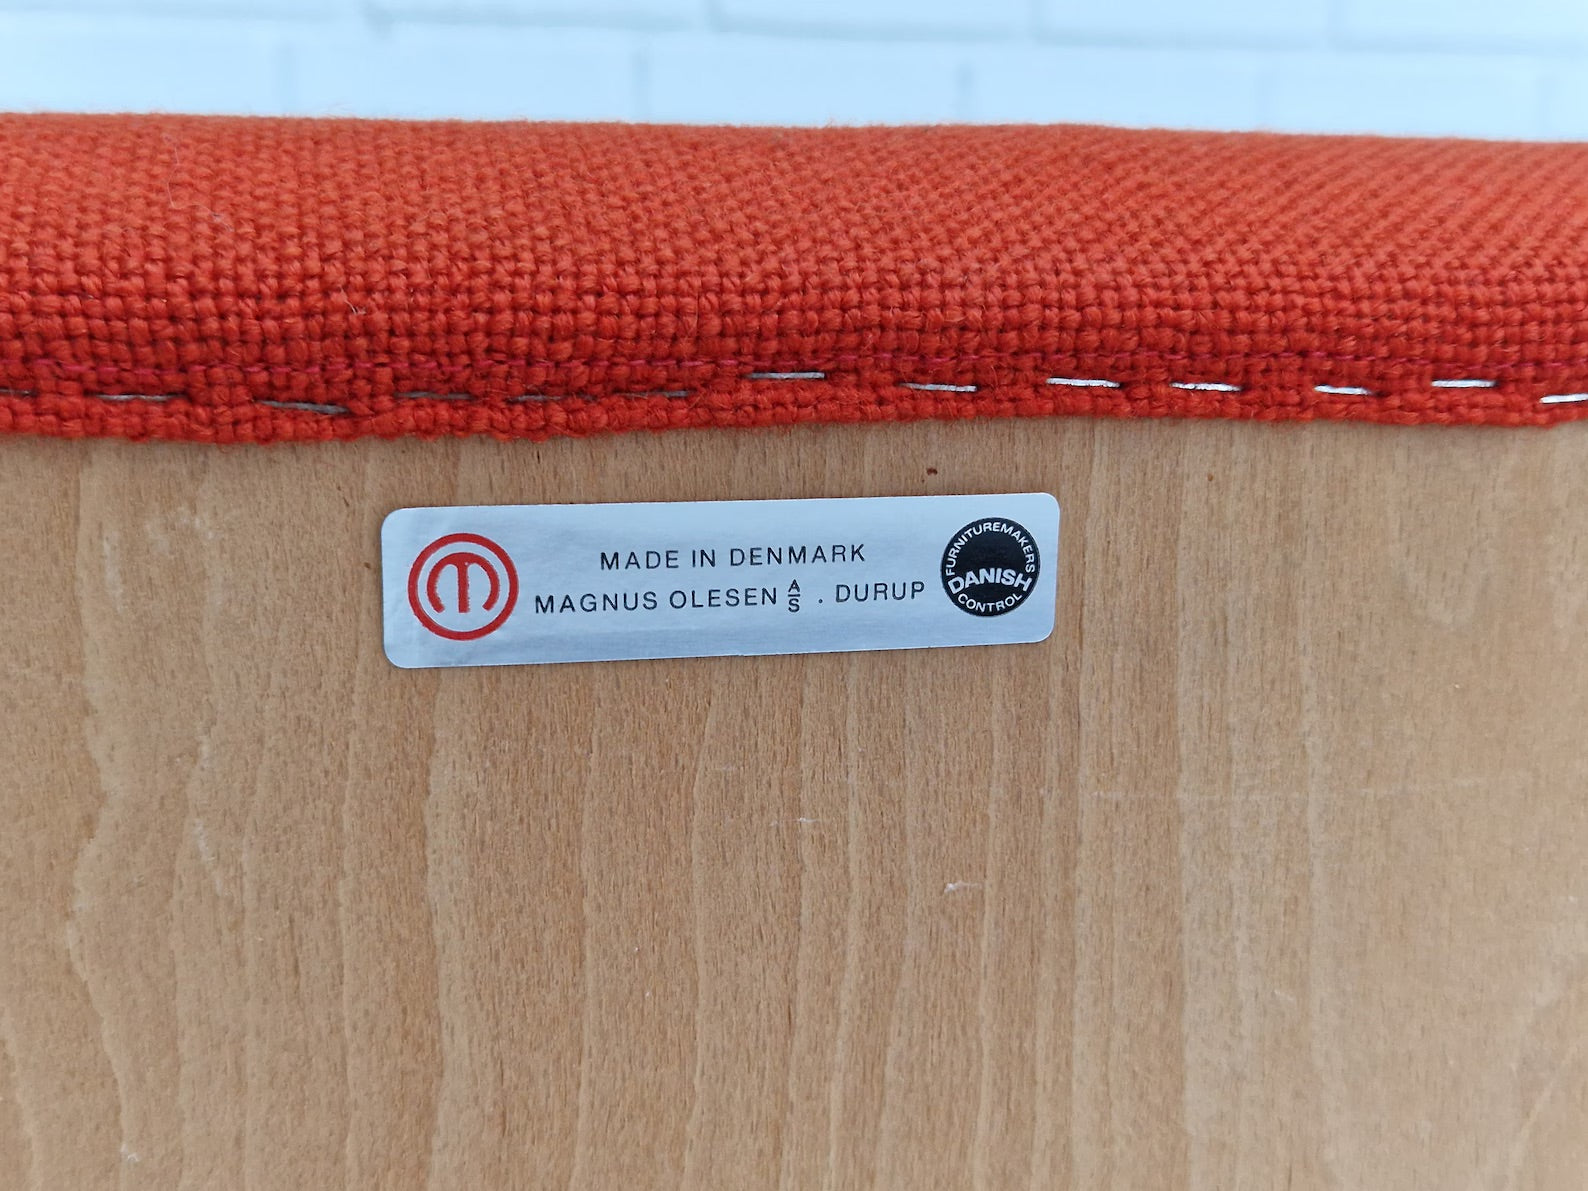 MADE IN DENMARK
MAGNUS OLESEN A/S . DURUP
FURNITUREMAKERS
DANISH
CONTROL